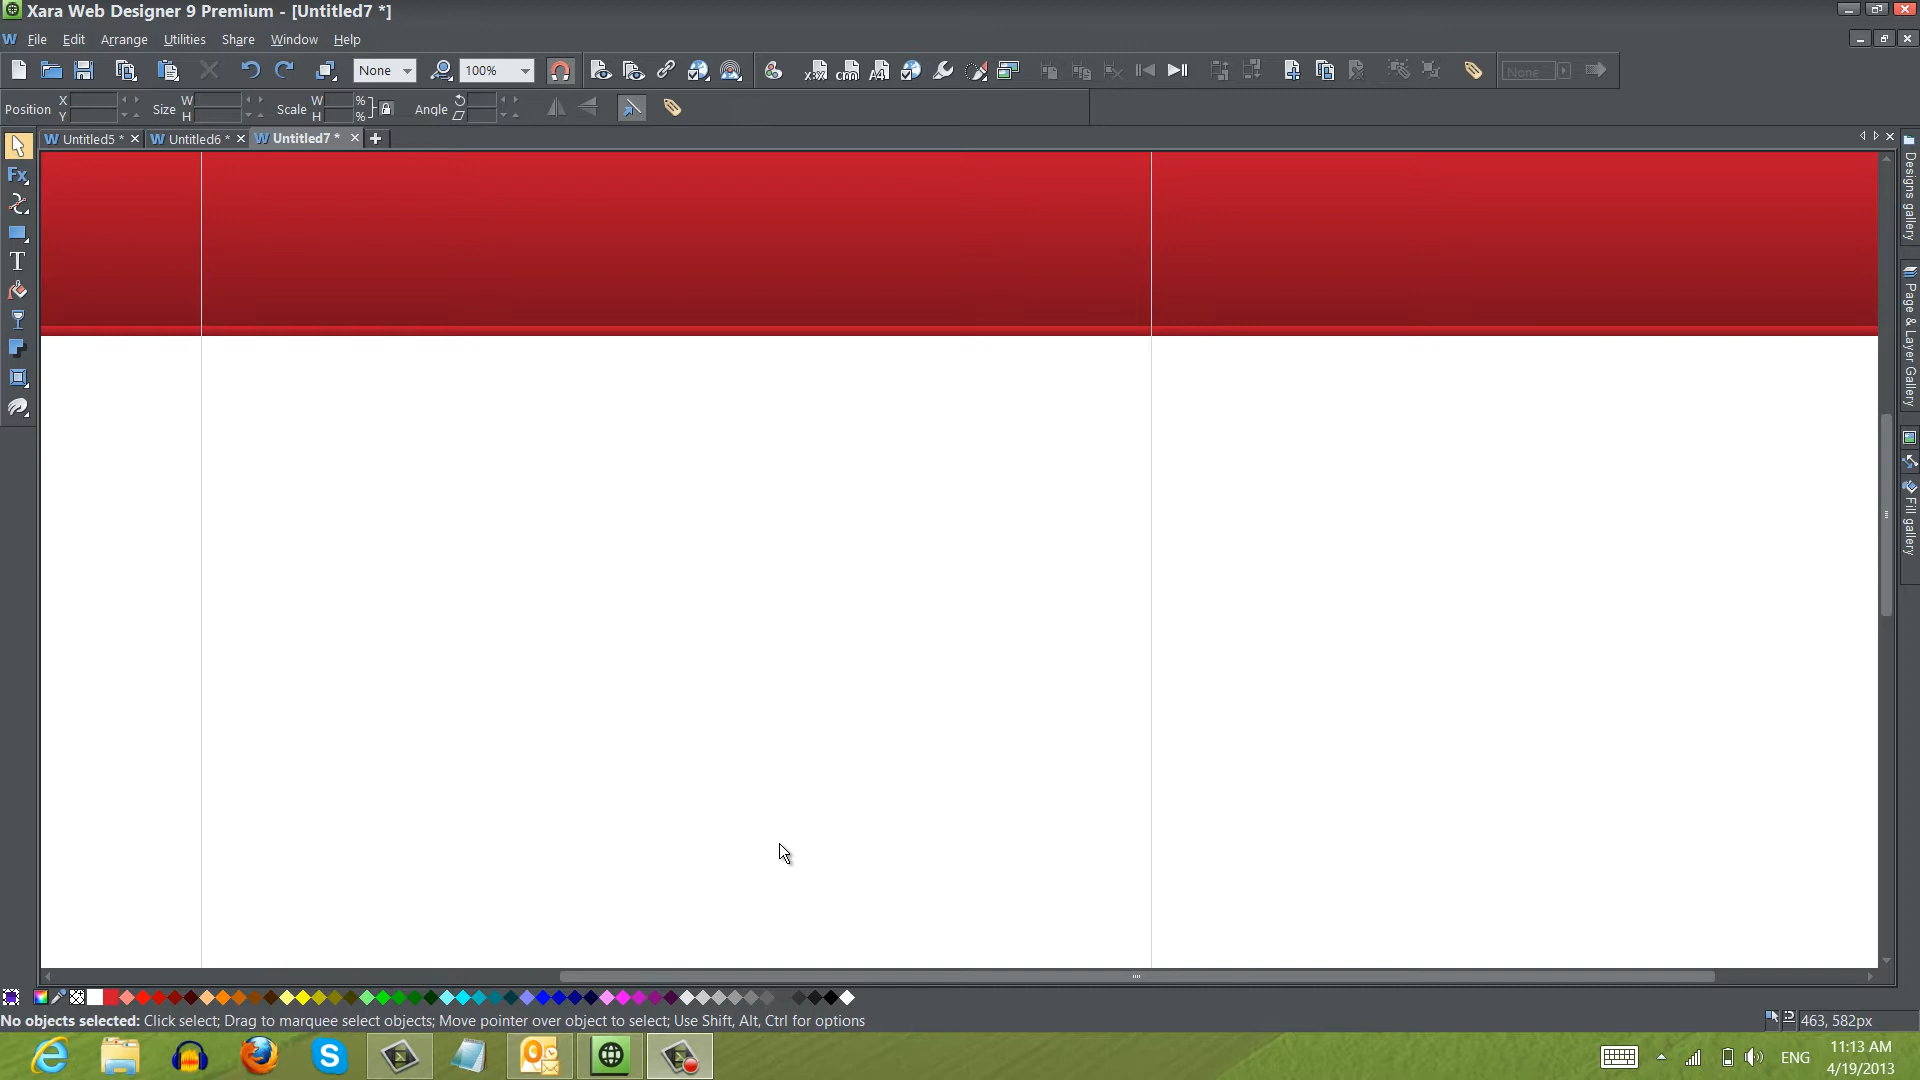 Xara Web Designer 9 Premium - [Untitled7 *]
W File Edit Arrange Utilities Share Window Help
None 100% None
Position X Y Size W H Scale W H % % Angle
W Untitled5 * W Untitled6 * W Untitled7 *
T
Fx
Designs gallery
Page & Layer Gallery
Fill gallery
No objects selected: Click select; Drag to marquee select objects; Move pointer over object to select; Use Shift, Alt, Ctrl for options
463, 582px
ENG
11:13 AM
4/19/2013